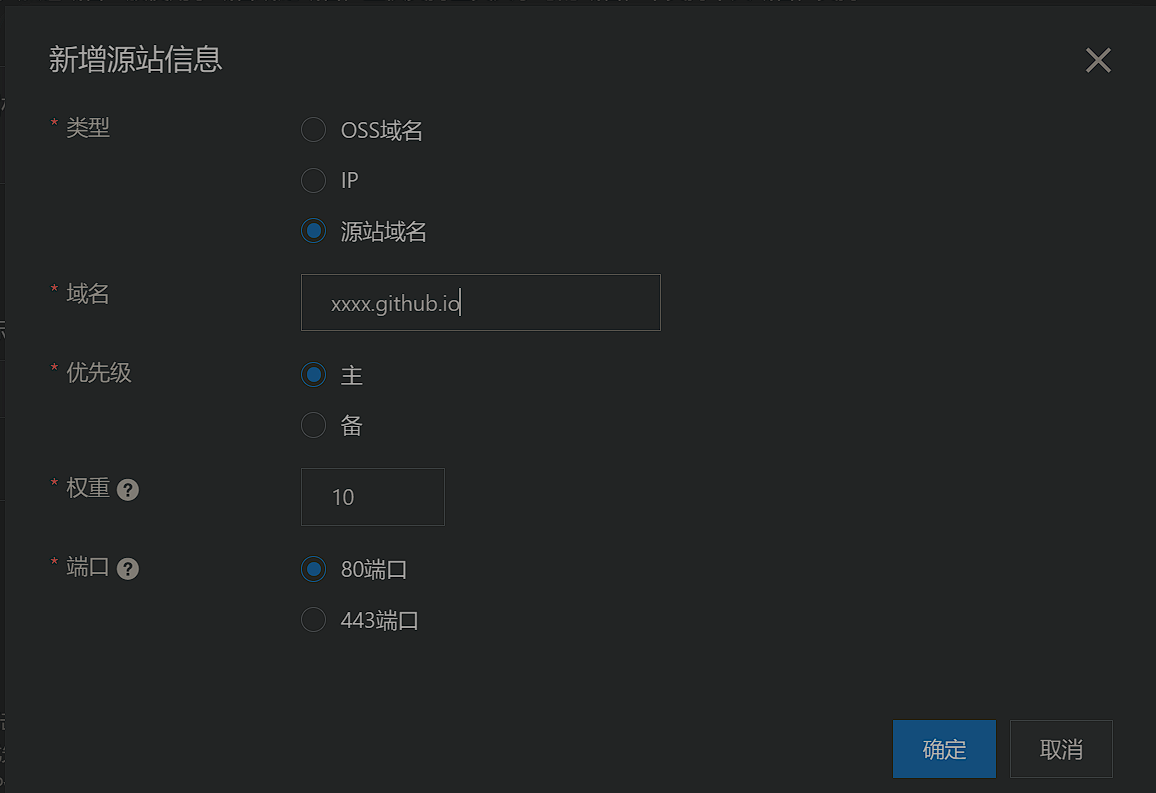 新增源站信息
* 类型
OSS域名
IP
源站域名
* 域名
xxxx.github.io
* 优先级
主
备
* 权重 ?
10
* 端口 ?
80端口
443端口
确定
取消